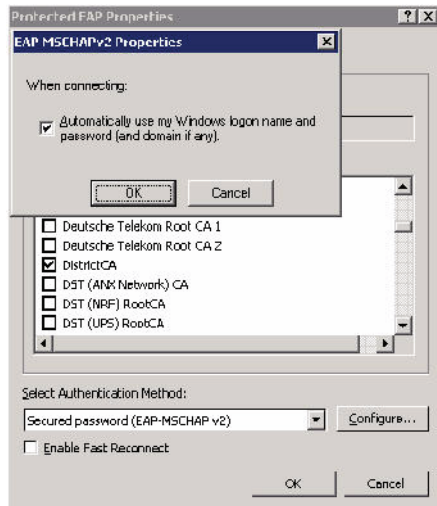 Protected EAP Properties
EAP MSCHAPv2 Properties
When connecting:
Automatically use my Windows logon name and
password (and domain if any).
OK
Cancel
Deutsche Telekom Root CA 1
Deutsche Telekom Root CA 2
DistrictCA
DST (ANX Network) CA
DST (NRF) RootCA
DST (UPS) RootCA
Select Authentication Method:
Secured password (EAP-MSCHAP v2)
Configure...
Enable Fast Reconnect
OK
Cancel